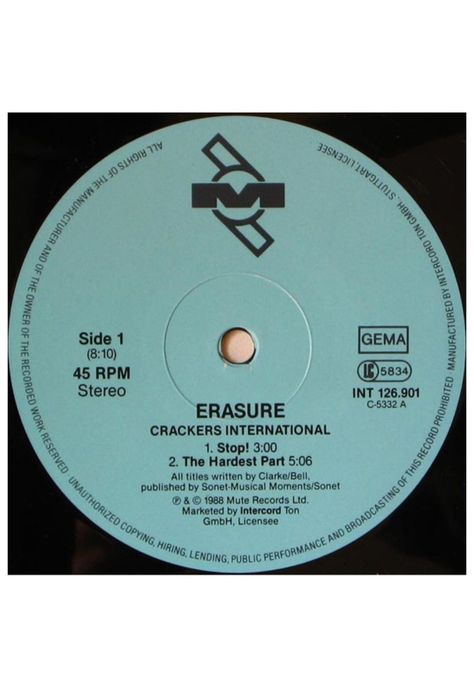 ALL RIGHTS OF THE MANUFACTURER AND OF THE OWNER OF THE RECORDED WORK RESERVED · UNAUTHORIZED COPYING, HIRING, LENDING, PUBLIC PERFORMANCE AND BROADCASTING OF THIS RECORD PROHIBITED · MANUFACTURED BY INTERCORD TON GMBH, STUTTGART, LICENSEE
M
Side 1
(8:10)
45 RPM
Stereo
GEMA
LC 5834
INT 126.901
C-5332 A
ERASURE
CRACKERS INTERNATIONAL
1. Stop! 3:00
2. The Hardest Part 5:06
All titles written by Clarke/Bell,
published by Sonet-Musical Moments/Sonet
℗ & © 1988 Mute Records Ltd.
Marketed by Intercord Ton
GmbH, Licensee